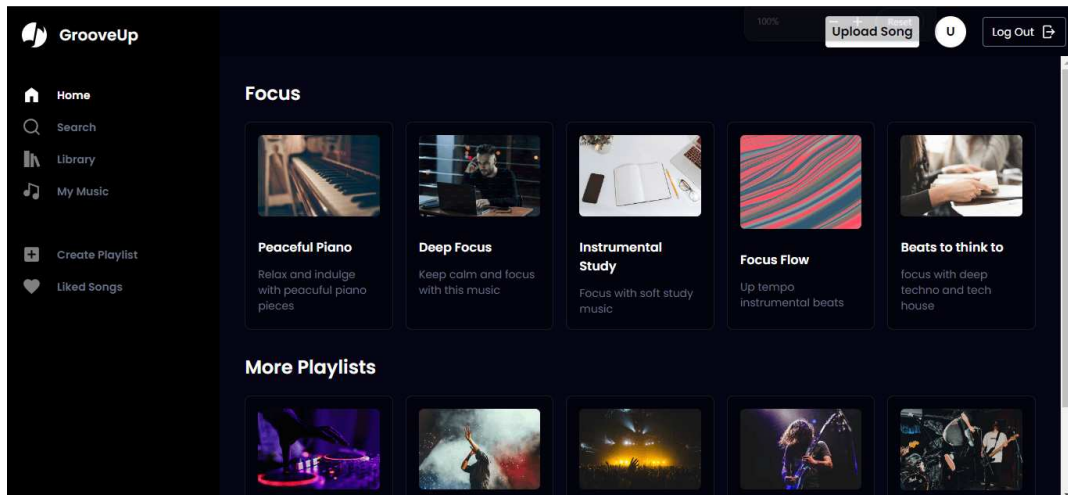 GrooveUp
100%
Reset
Upload Song
U
Log Out
Home
Search
Library
My Music
Create Playlist
Liked Songs
Focus
Peaceful Piano
Relax and indulge
with peacuful piano
pieces
Deep Focus
Keep calm and focus
with this music
Instrumental
Study
Focus with soft study
music
Focus Flow
Up tempo
instrumental beats
Beats to think to
focus with deep
techno and tech
house
More Playlists